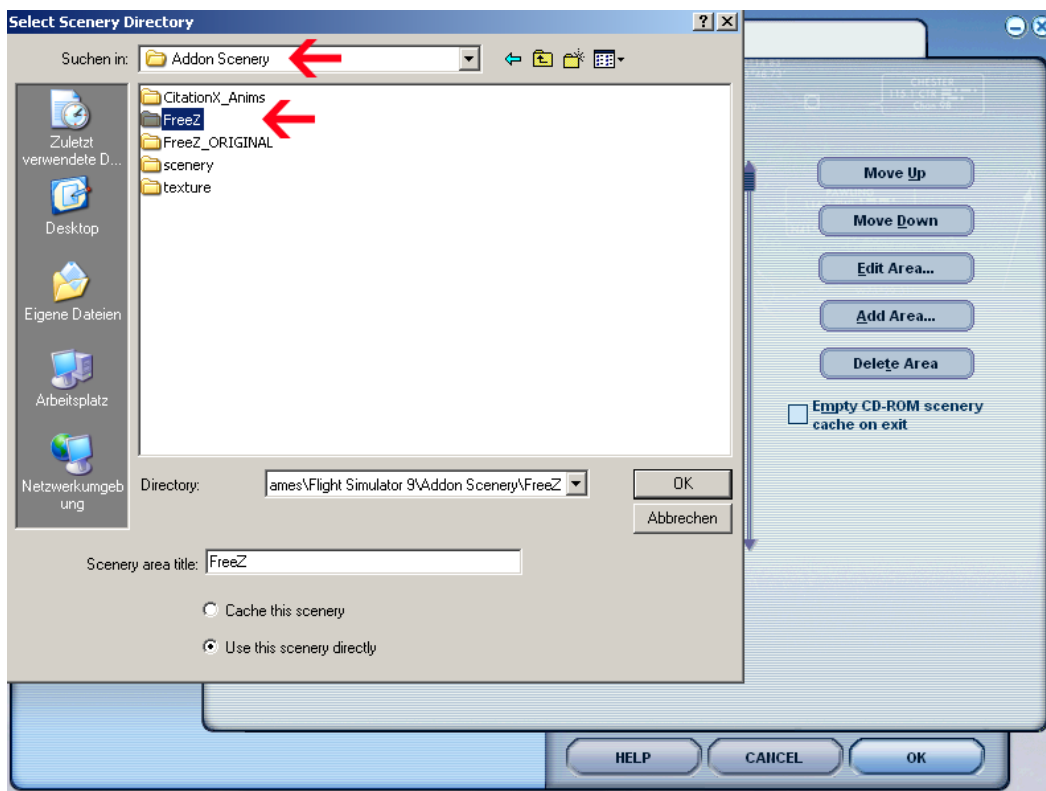 Select Scenery Directory
Suchen in:
Addon Scenery
CitationX_Anims
FreeZ
FreeZ_ORIGINAL
scenery
texture
Zuletzt
verwendete D...
Desktop
Eigene Dateien
Arbeitsplatz
Netzwerkumgeb
ung
Directory:
ames\Flight Simulator 9\Addon Scenery\FreeZ
OK
Abbrechen
Scenery area title:
FreeZ
Cache this scenery
Use this scenery directly
CHESTER
Move Up
Move Down
Edit Area...
Add Area...
Delete Area
Empty CD-ROM scenery
cache on exit
HELP
CANCEL
OK